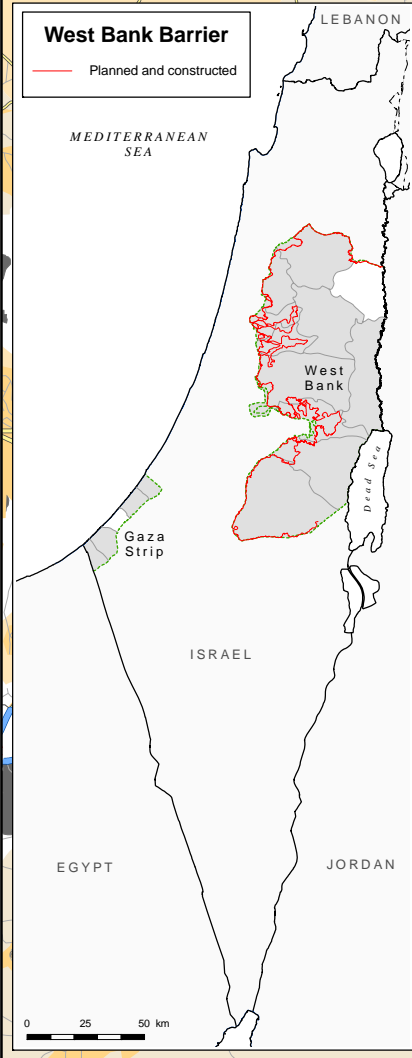 West Bank Barrier
Planned and constructed
LEBANON
MEDITERRANEAN
SEA
West
Bank
Dead Sea
Gaza
Strip
ISRAEL
EGYPT
JORDAN
0 25 50 km